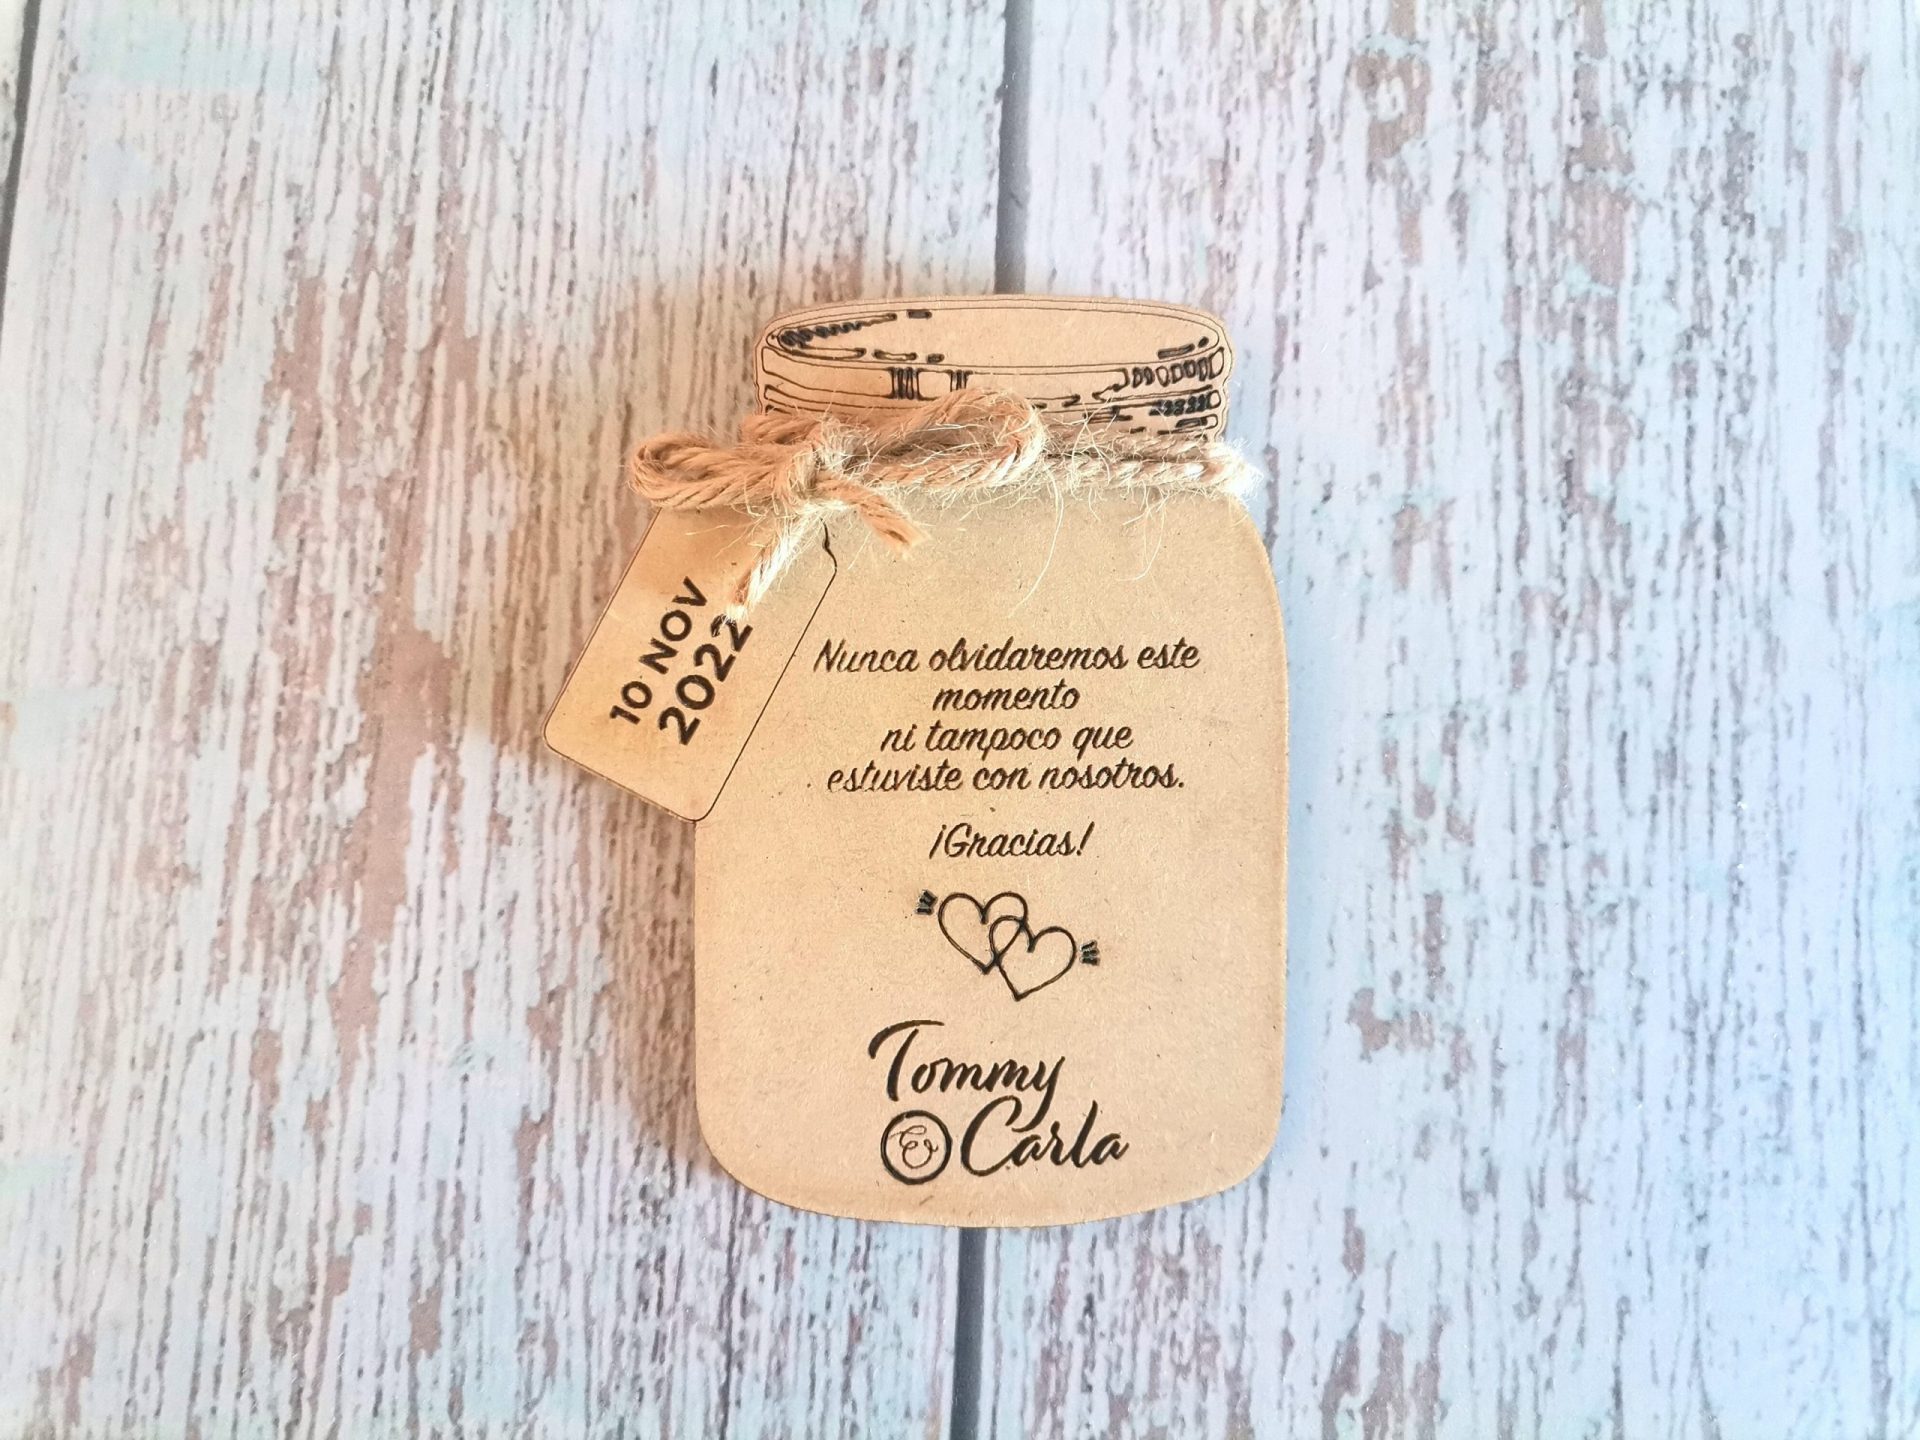 10 NOV
2022
Nunca olvidaremos este
momento
ni tampoco que
estuviste con nosotros.
¡Gracias!
Tommy
& Carla